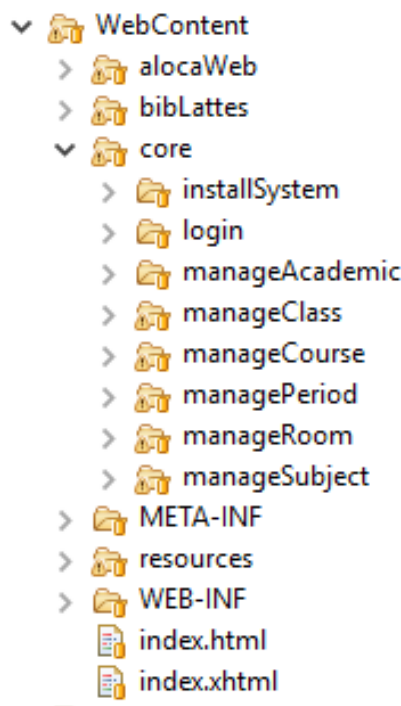 WebContent
alocaWeb
bibLattes
core
installSystem
login
manageAcademic
manageClass
manageCourse
managePeriod
manageRoom
manageSubject
META-INF
resources
WEB-INF
index.html
index.xhtml